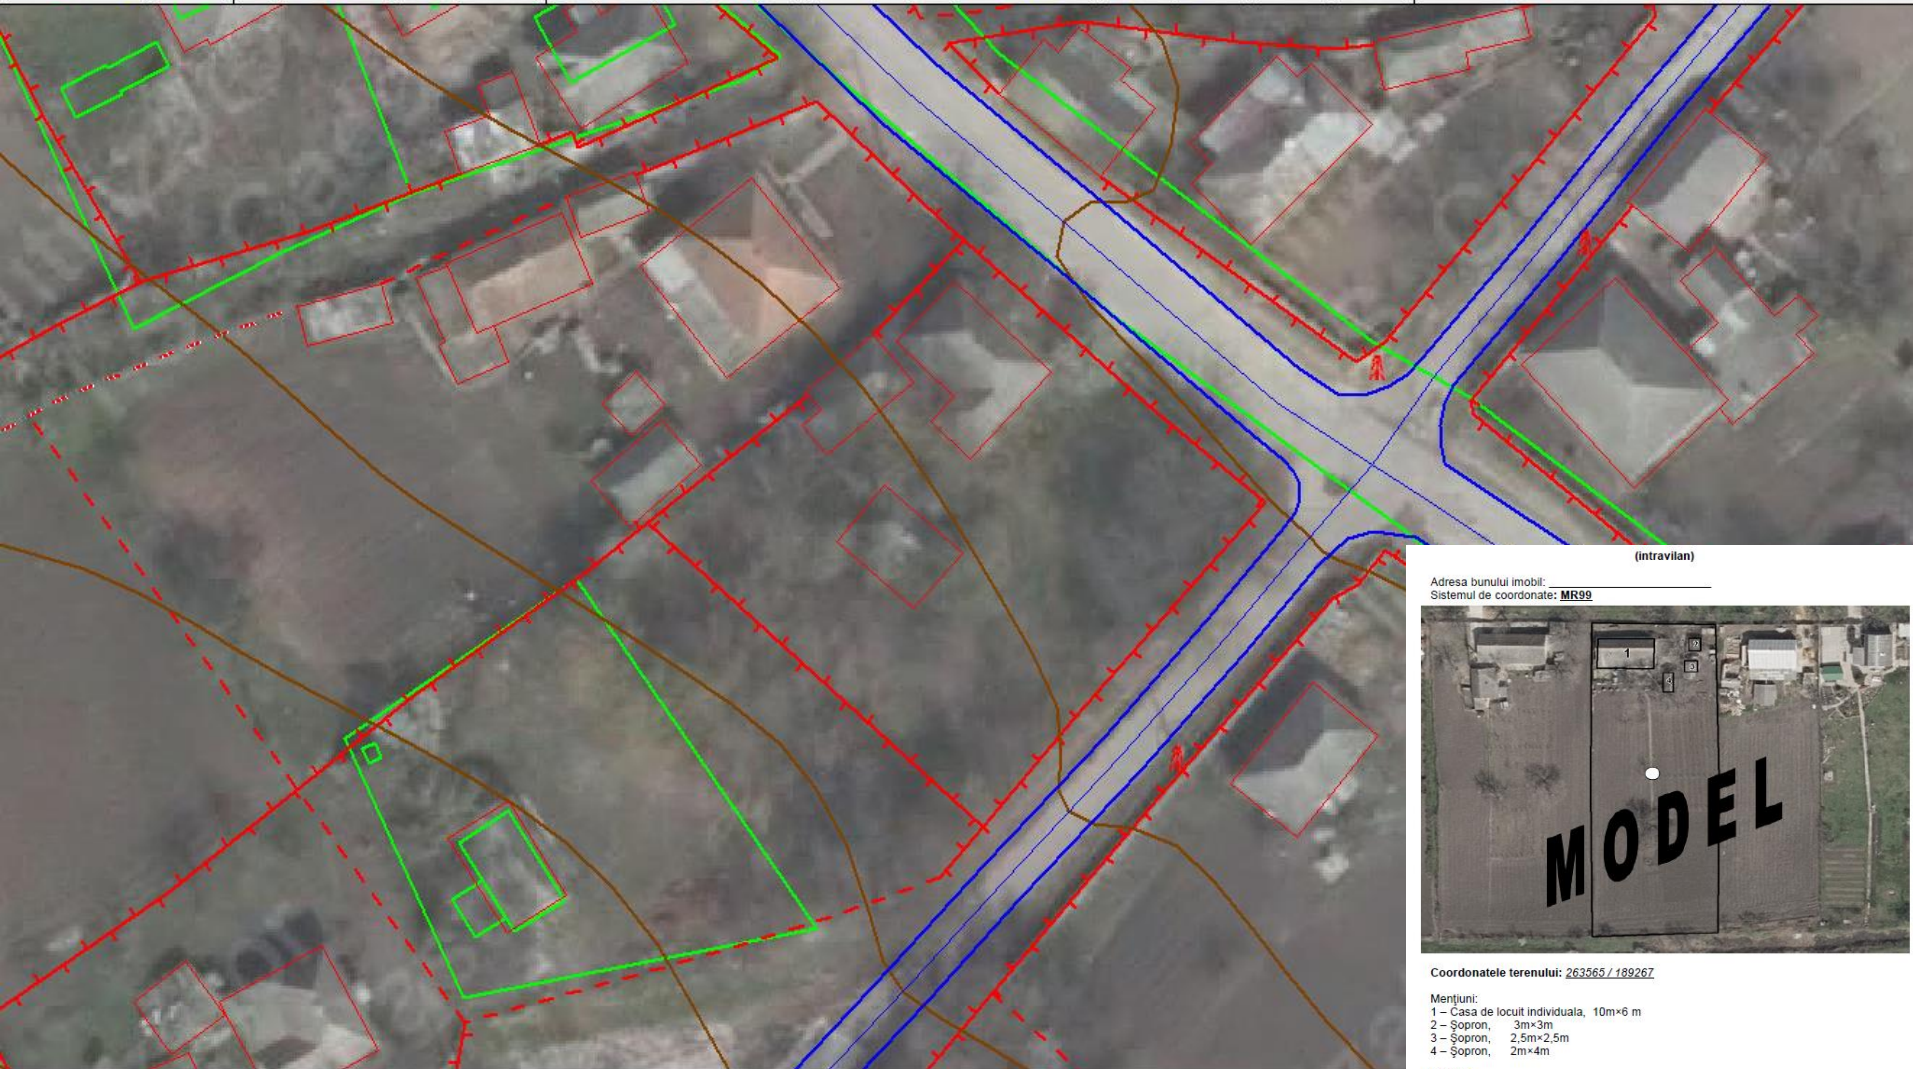 (intravilan)
Adresa bunului imobil: ____________________
Sistemul de coordonate: MR99
1
2
3
4
MODEL
Coordonatele terenului: 263565 / 189267
Mențiuni:
1 – Casa de locuit individuala, 10m×6 m
2 – Șopron, 3m×3m
3 – Șopron, 2,5m×2,5m
4 – Șopron, 2m×4m